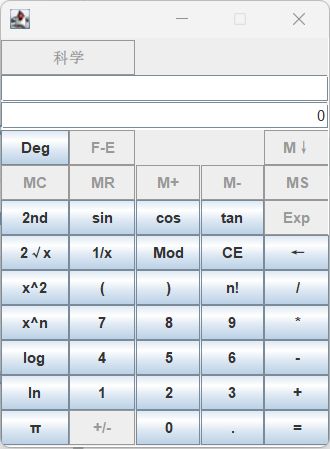 科学
0
Deg F-E M↓
MC MR M+ M- MS
2nd sin cos tan Exp
2√x 1/x Mod CE ←
x^2 ( ) n! /
x^n 7 8 9 *
log 4 5 6 -
ln 1 2 3 +
π +/- 0 . =